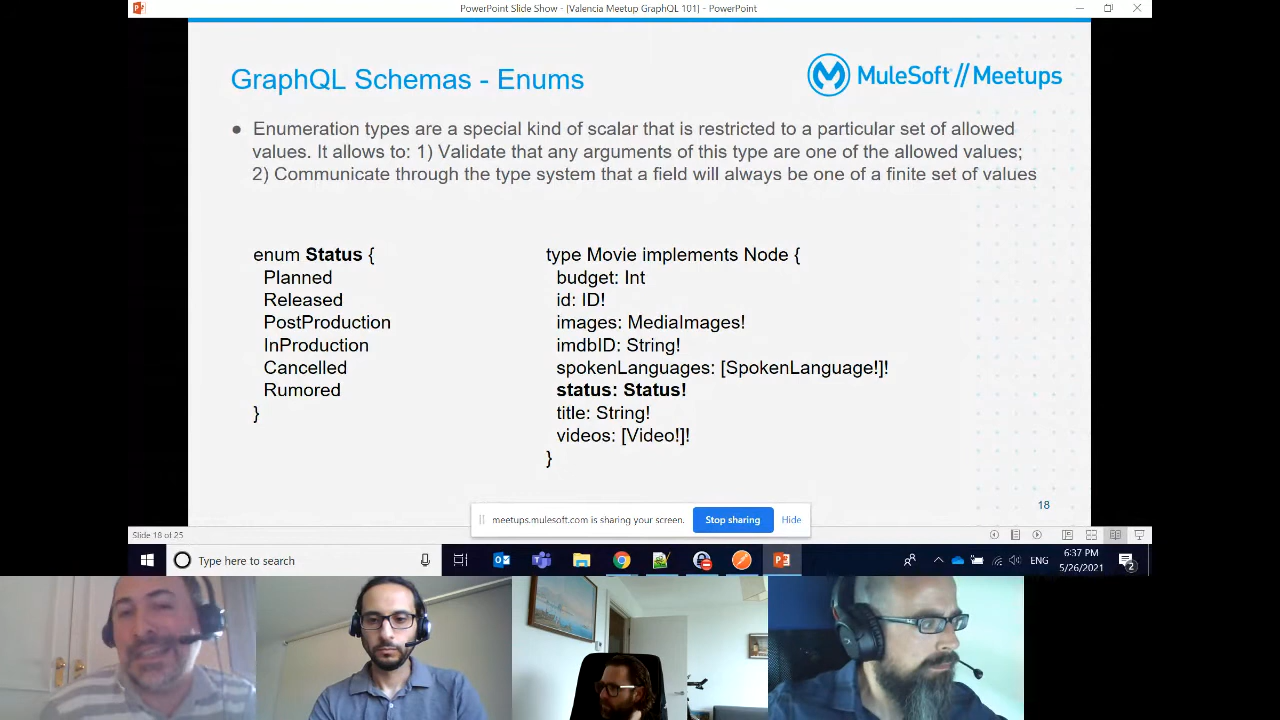 PowerPoint Slide Show - [Valencia Meetup GraphQL 101] - PowerPoint
GraphQL Schemas - Enums
MuleSoft // Meetups
● Enumeration types are a special kind of scalar that is restricted to a particular set of allowed
values. It allows to: 1) Validate that any arguments of this type are one of the allowed values;
2) Communicate through the type system that a field will always be one of a finite set of values
enum Status {
Planned
Released
PostProduction
InProduction
Cancelled
Rumored
}
type Movie implements Node {
budget: Int
id: ID!
images: MediaImages!
imdbID: String!
spokenLanguages: [SpokenLanguage!]!
status: Status!
title: String!
videos: [Video!]!
}
18
meetups.mulesoft.com is sharing your screen.
Stop sharing
Hide
Slide 18 of 25
Type here to search
ENG
6:37 PM
5/26/2021
2